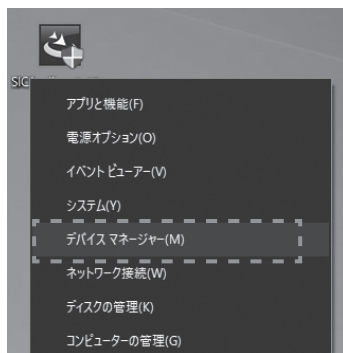 SIC
アプリと機能(F)
電源オプション(O)
イベント ビューアー(V)
システム(Y)
デバイス マネージャー(M)
ネットワーク接続(W)
ディスクの管理(K)
コンピューターの管理(G)